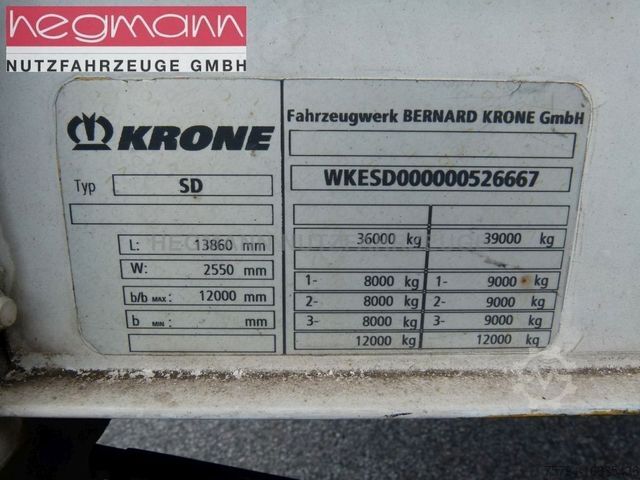 hegmann
NUTZFAHRZEUGE GMBH
KRONE
Typ SD
L: 13860 mm
W: 2550 mm
b/b MAX: 12000 mm
b MIN: mm
Fahrzeugwerk BERNARD KRONE GmbH
WKESD000000526667
36000 kg 39000 kg
1- 8000 kg 1- 9000 kg
2- 8000 kg 2- 9000 kg
3- 8000 kg 3- 9000 kg
12000 kg 12000 kg